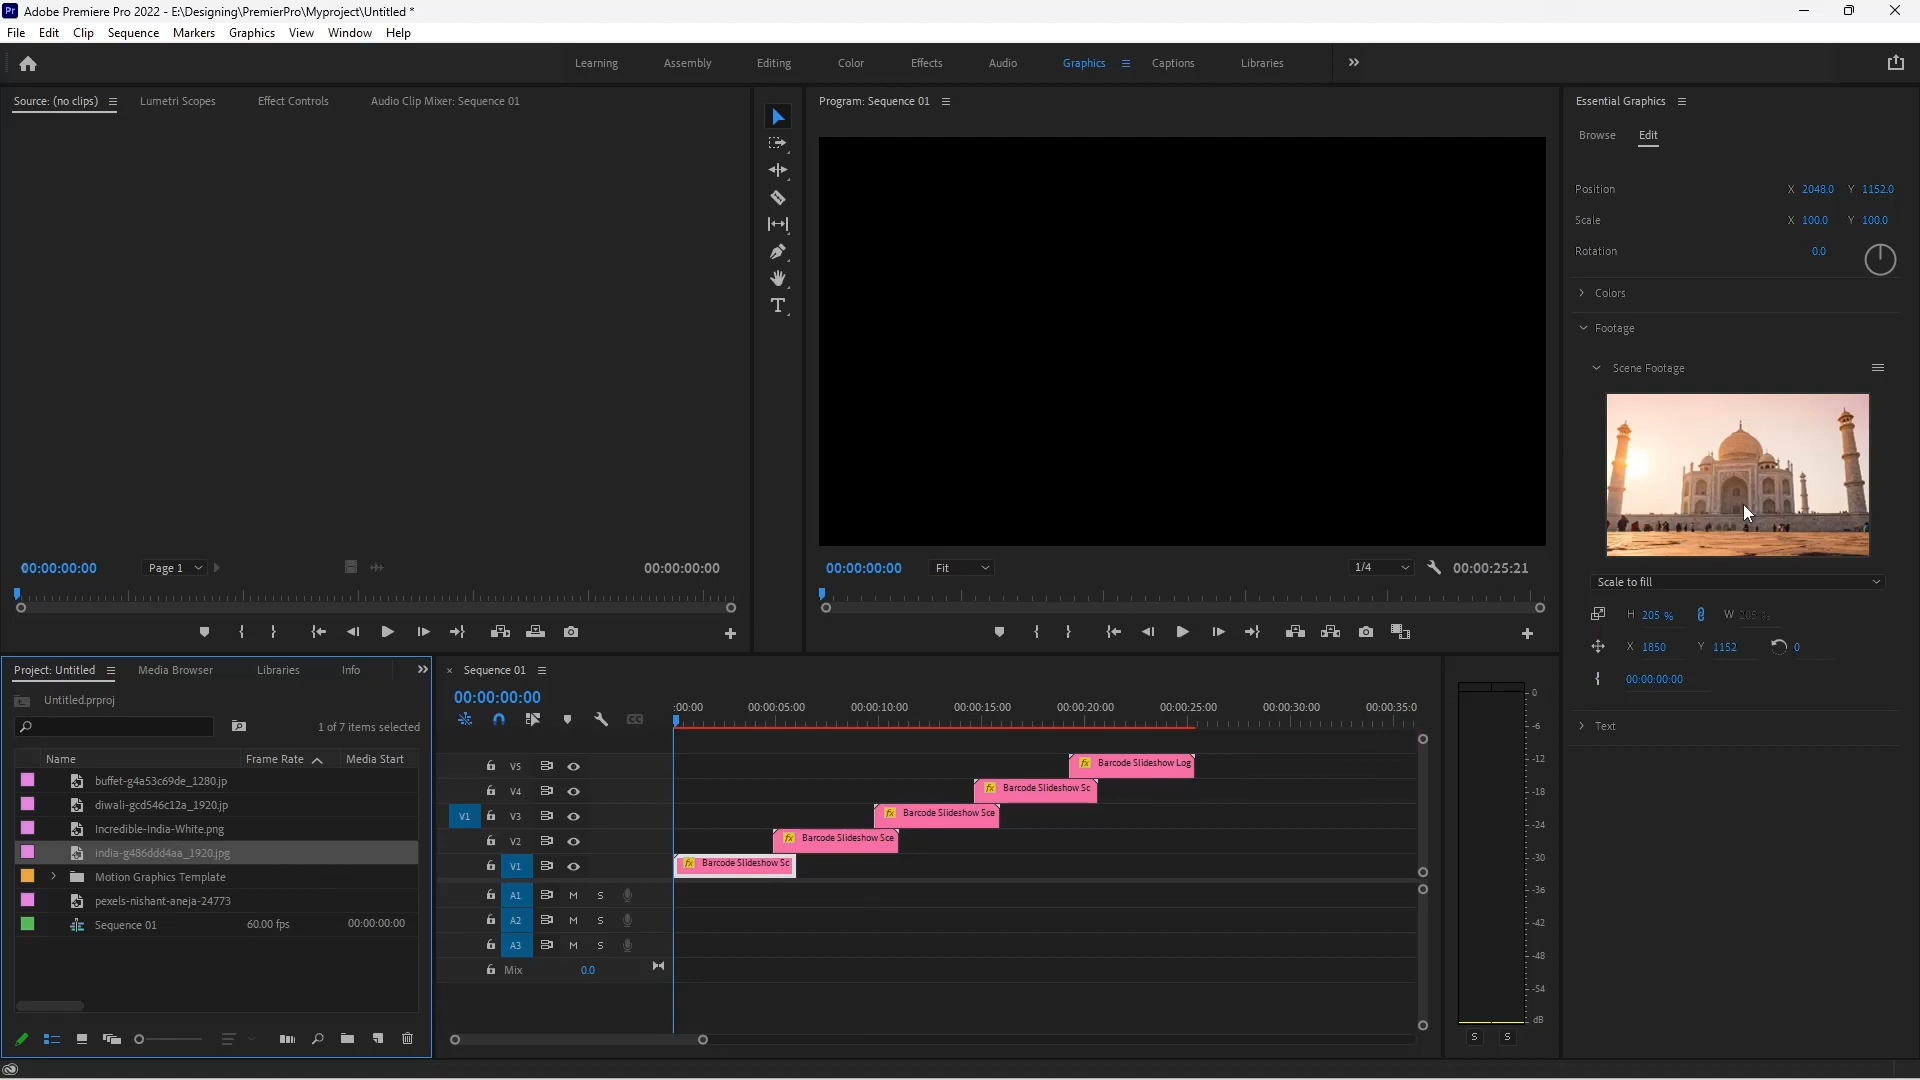 Pr Adobe Premiere Pro 2022 - E:\Designing\PremierPro\Myproject\Untitled *
File Edit Clip Sequence Markers Graphics View Window Help
Learning Assembly Editing Color Effects Audio Graphics Captions Libraries
Source: (no clips) Lumetri Scopes Effect Controls Audio Clip Mixer: Sequence 01
Program: Sequence 01
Essential Graphics
Browse Edit
Position X 2048.0 Y 1152.0
Scale X 100.0 Y 100.0
Rotation 0.0
Colors
Footage
Scene Footage
Scale to fill
H 205 % W 205 %
X 1850 Y 1152 0
00:00:00:00
Text
00:00:00:00 Page 1 00:00:00:00
00:00:00:00 Fit 1/4 00:00:25:21
Project: Untitled Media Browser Libraries Info
Untitled.prproj
1 of 7 items selected
Name Frame Rate Media Start
buffet-g4a53c69de_1280.jp
diwali-gcd546c12a_1920.jp
Incredible-India-White.png
india-g486ddd4aa_1920.jpg
Motion Graphics Template
pexels-nishant-aneja-24773
Sequence 01 60.00 fps 00:00:00:00
Sequence 01
00:00:00:00
:00:00 00:00:05:00 00:00:10:00 00:00:15:00 00:00:20:00 00:00:25:00 00:00:30:00 00:00:35:0
V5 fx Barcode Slideshow Log
V4 fx Barcode Slideshow Sc
V1 V3 fx Barcode Slideshow Sce
V2 fx Barcode Slideshow Sce
V1 fx Barcode Slideshow Sc
A1 M S
A2 M S
A3 M S
Mix 0.0
0
-6
-12
-18
-24
-30
-36
-42
-48
-54
dB
S S